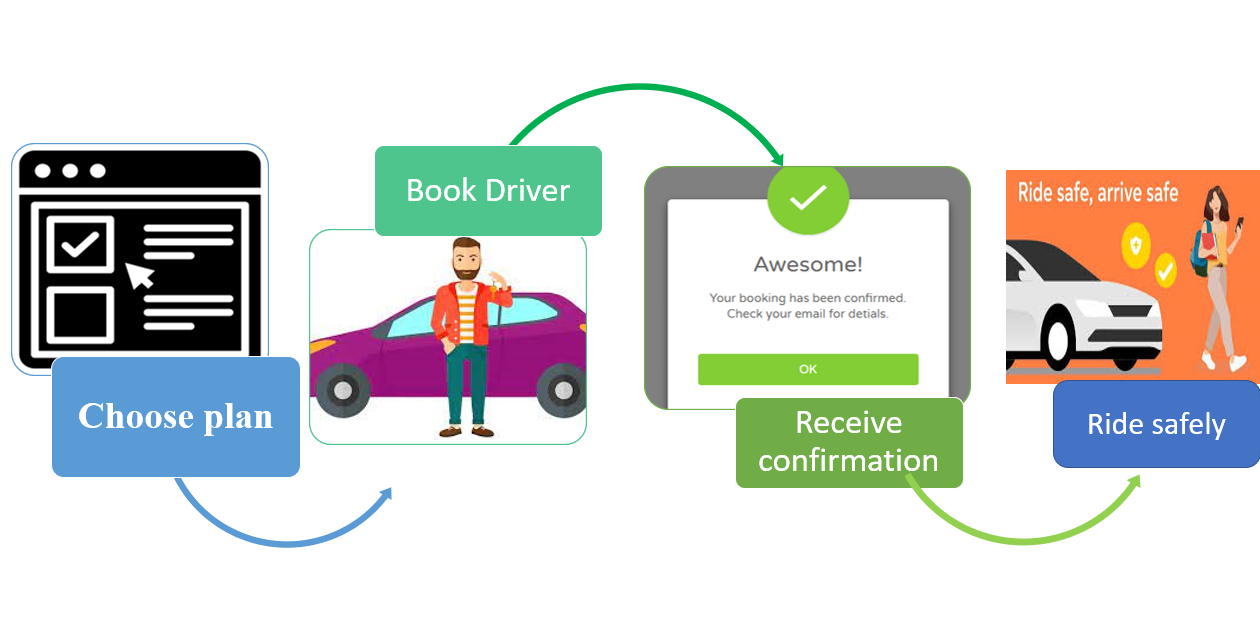 Choose plan
Book Driver
Awesome!
Your booking has been confirmed.
Check your email for detials.
OK
Receive
confirmation
Ride safe, arrive safe
Ride safely